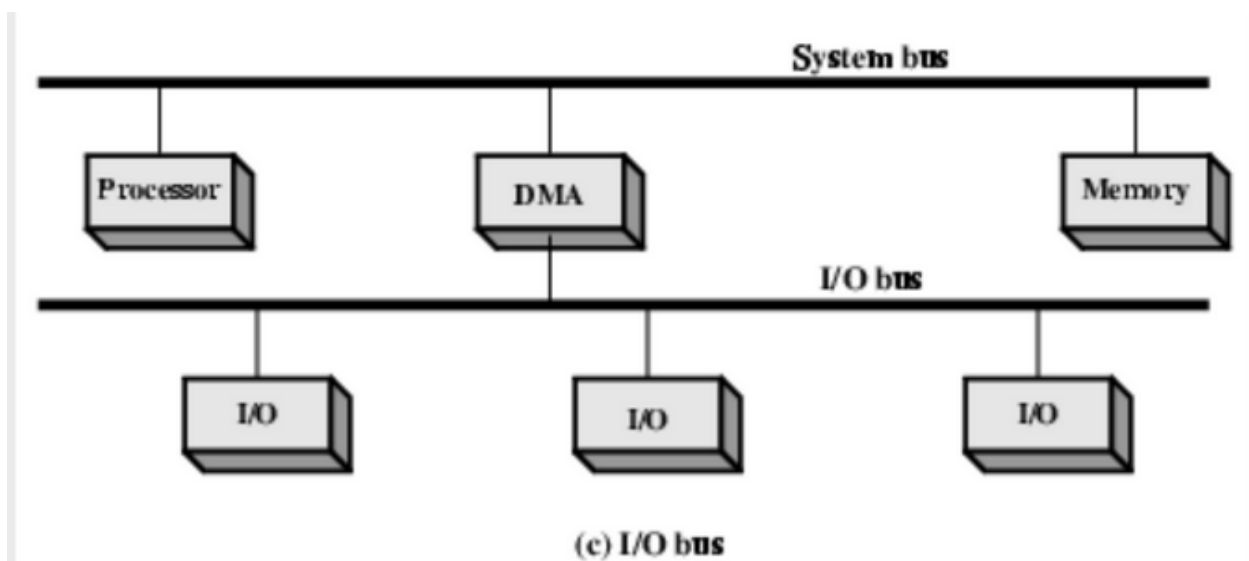 System bus
Processor
DMA
Memory
I/O bus
I/O
I/O
I/O
(c) I/O bus